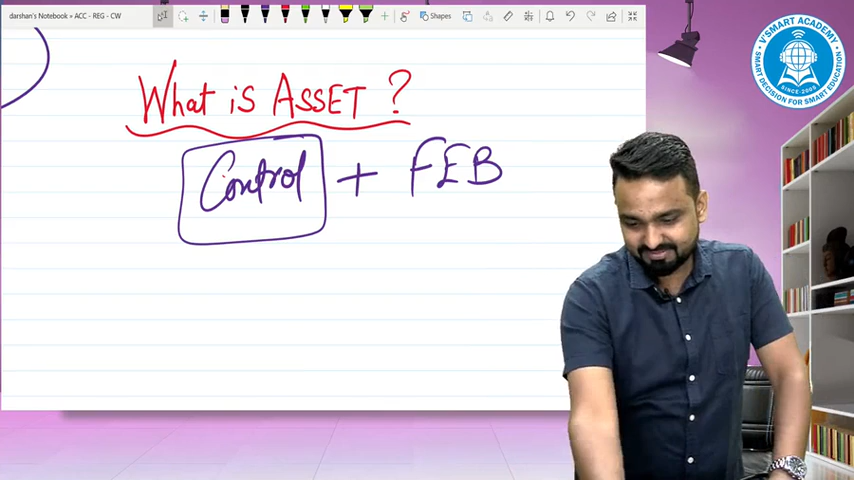 darshan's Notebook » ACC - REG - CW
Shapes
What is ASSET ?
Control + FEB
V'SMART ACADEMY
SMART DECISION FOR SMART EDUCATION
SINCE-2005